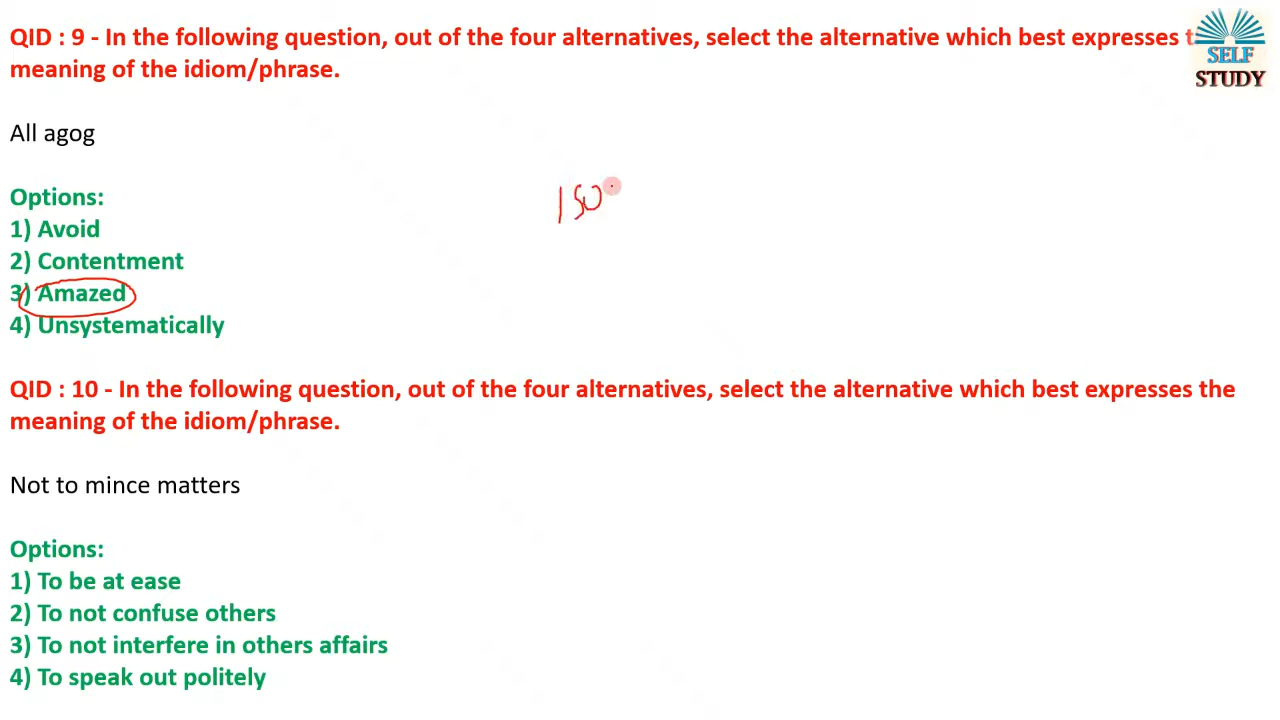 QID : 9 - In the following question, out of the four alternatives, select the alternative which best expresses
meaning of the idiom/phrase.
SELF
STUDY
All agog
Options:
1) Avoid
2) Contentment
3) Amazed
4) Unsystematically
150
QID : 10 - In the following question, out of the four alternatives, select the alternative which best expresses the
meaning of the idiom/phrase.
Not to mince matters
Options:
1) To be at ease
2) To not confuse others
3) To not interfere in others affairs
4) To speak out politely